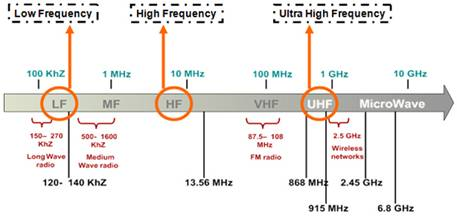 Low Frequency
High Frequency
Ultra High Frequency
100 KhZ
1 MHz
10 MHz
100 MHz
1 GHz
10 GHz
LF
MF
HF
VHF
UHF
MicroWave
150– 270
KHZ
Long Wave
radio
500- 1600
KHZ
Medium
Wave radio
87.5– 108
MHZ
FM radio
2.5 GHz
Wireless
networks
120- 140 KHZ
13.56 MHz
868 MHz
915 MHz
2.45 GHz
6.8 GHz